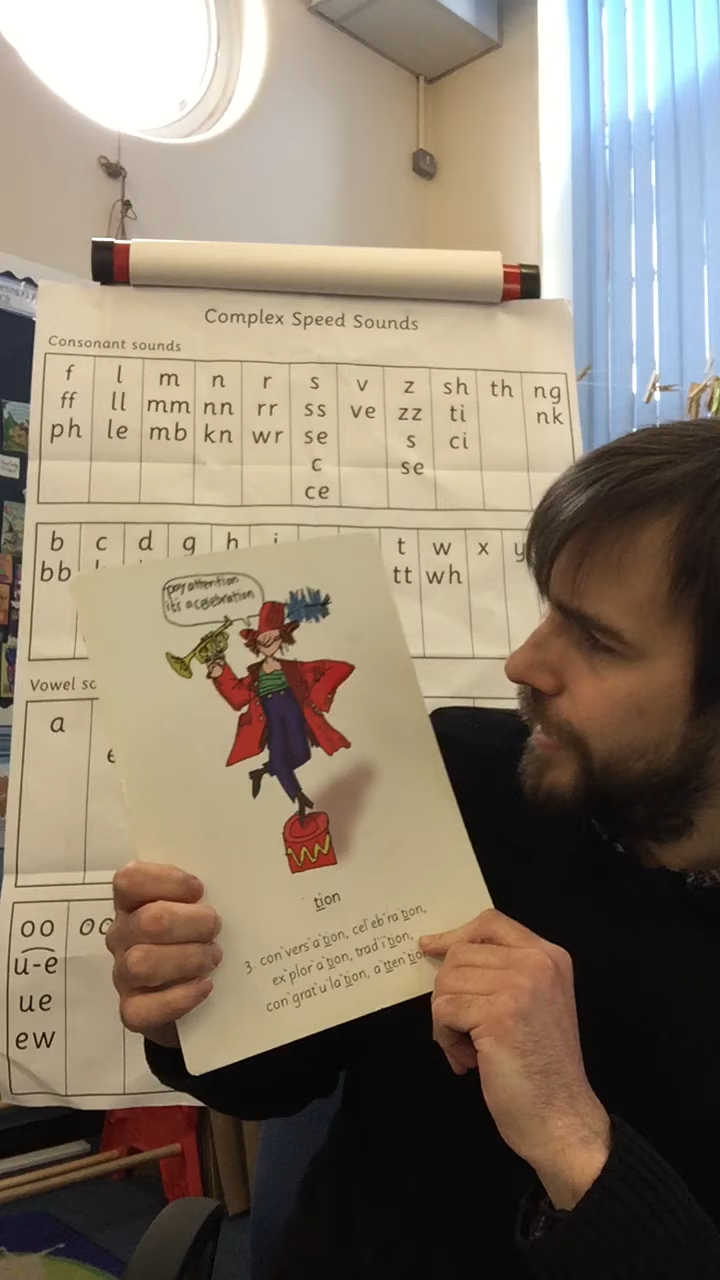 Complex Speed Sounds
Consonant sounds
f l m n r s v z sh th ng
ff ll mm nn rr ss ve zz ti nk
ph le mb kn wr se s ci
c se
ce
b c d g h t w x y
bb tt wh
Vowel
a
pay attention
it's a celebration
tion
3. con'vers'a'tion, cel'eb'ra'tion,
ex'plor'a'tion, trad'i'tion,
con'grat'u'la'tion, a'tten'tion
oo
u-e
ue
ew